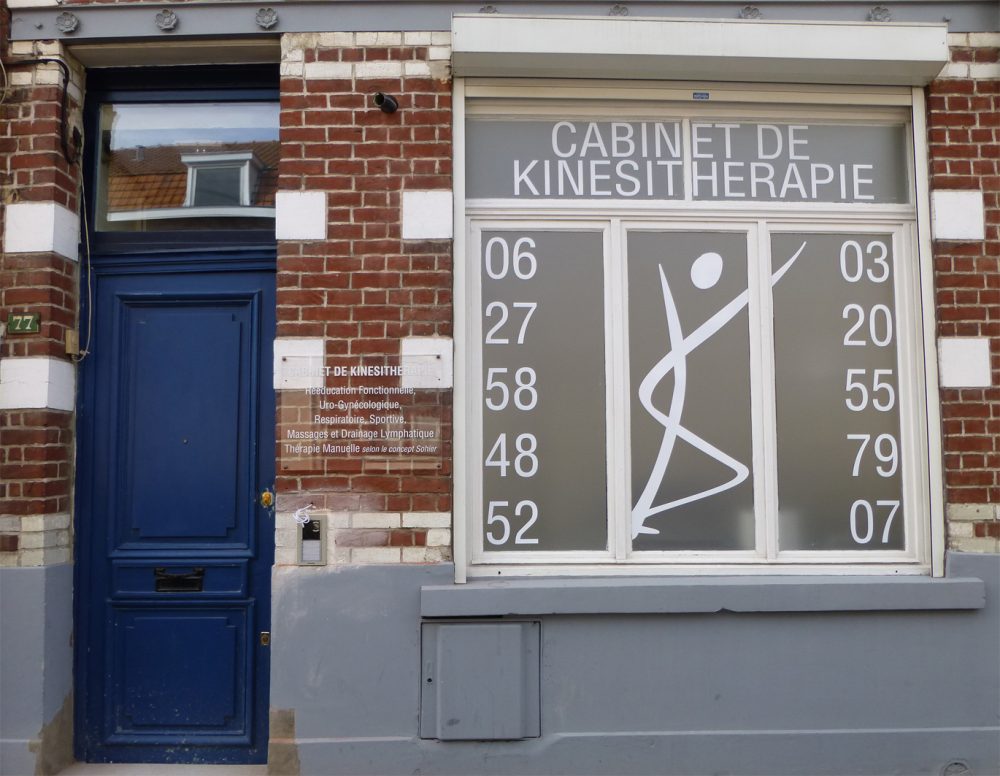 CABINET DE
KINESITHERAPIE
06
27
58
48
52
03
20
55
79
07
77
CABINET DE KINESITHERAPIE
Rééducation Fonctionnelle,
Uro-Gynécologique,
Respiratoire, Sportive.
Massages et Drainage Lymphatique
Thérapie Manuelle selon le concept Sohier